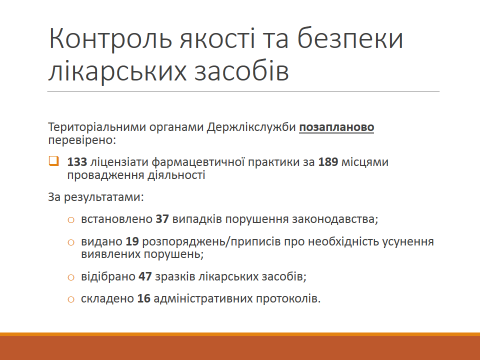 Контроль якості та безпеки
лікарських засобів
Територіальними органами Держлікслужби позапланово
перевірено:
133 ліцензіати фармацевтичної практики за 189 місцями
провадження діяльності
За результатами:
встановлено 37 випадків порушення законодавства;
видано 19 розпоряджень/приписів про необхідність усунення
виявлених порушень;
відібрано 47 зразків лікарських засобів;
складено 16 адміністративних протоколів.